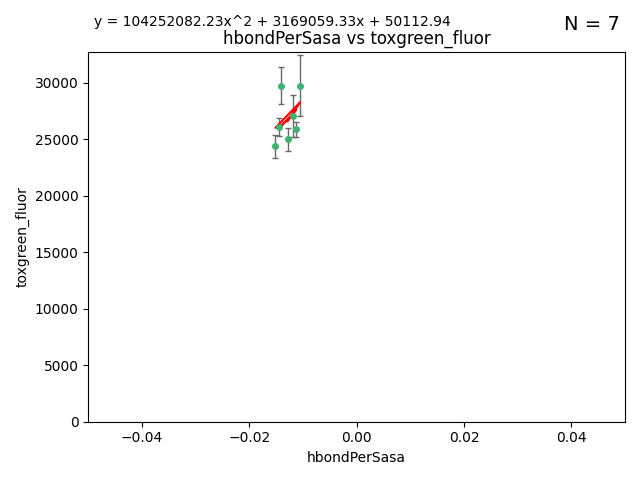 y = 104252082.23x^2 + 3169059.33x + 50112.94
N = 7
hbondPerSasa vs toxgreen_fluor
30000
25000
20000
15000
10000
5000
0
toxgreen_fluor
−0.04
−0.02
0.00
0.02
0.04
hbondPerSasa